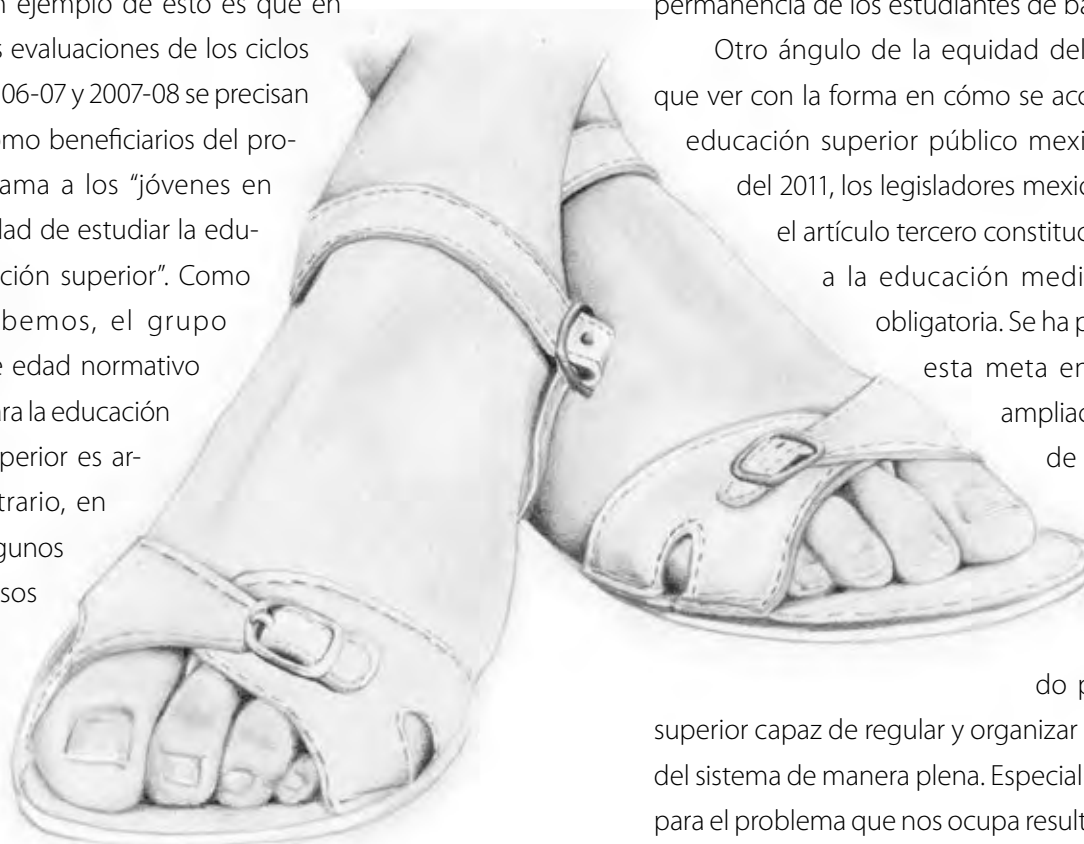 n ejemplo de esto es que en
s evaluaciones de los ciclos
06-07 y 2007-08 se precisan
omo beneficiarios del pro-
ama a los “jóvenes en
dad de estudiar la edu-
ción superior”. Como
bemos, el grupo
e edad normativo
ara la educación
perior es ar-
trario, en
gunos
sos
permanencia de los estudiantes de ba
Otro ángulo de la equidad del
que ver con la forma en cómo se acc
educación superior público mexi
del 2011, los legisladores mexic
el artículo tercero constituc
a la educación medi
obligatoria. Se ha p
esta meta en
ampliac
de
do p
superior capaz de regular y organizar
del sistema de manera plena. Especial
para el problema que nos ocupa result